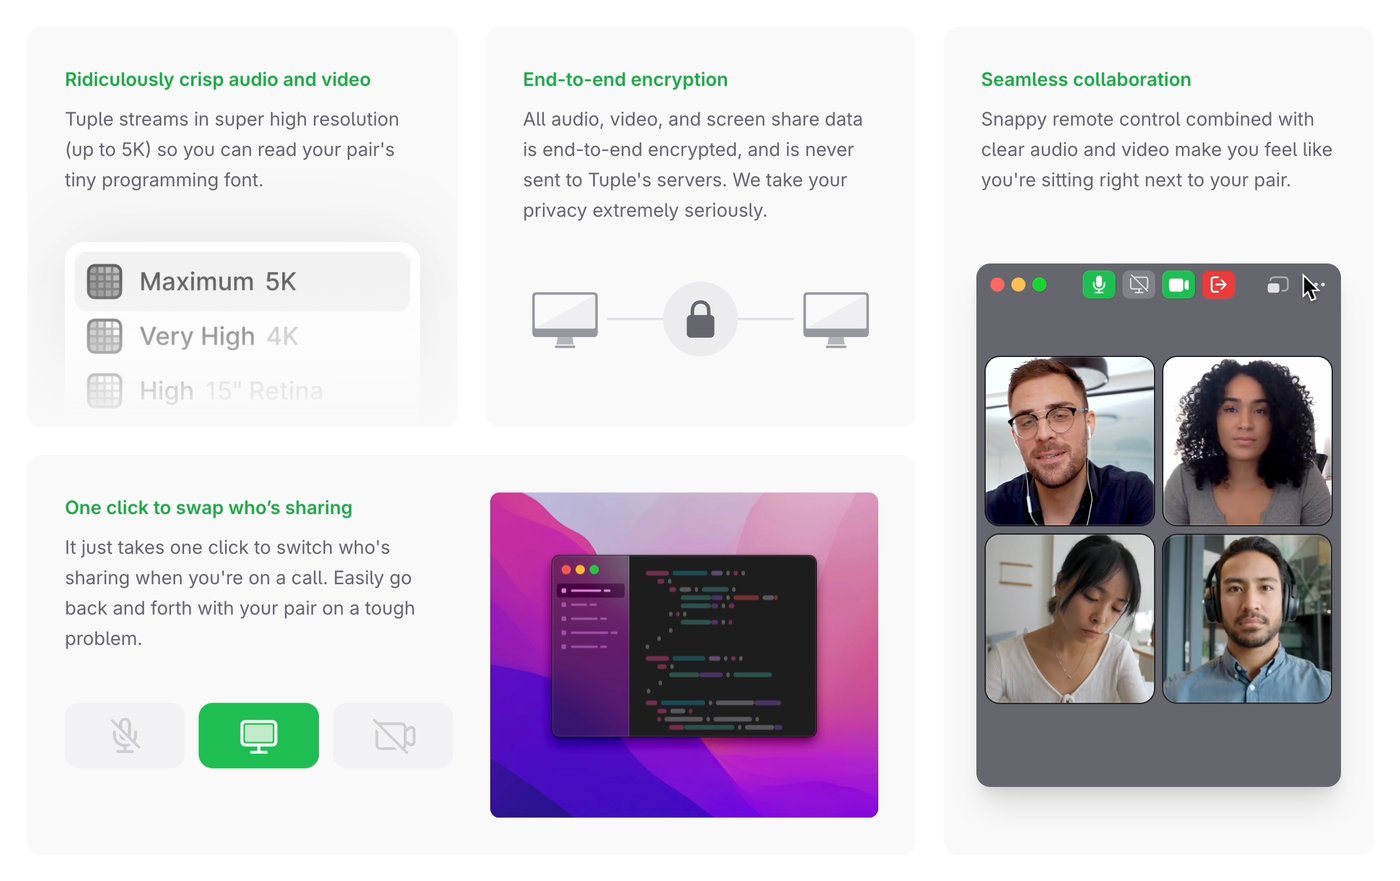 Ridiculously crisp audio and video
Tuple streams in super high resolution
(up to 5K) so you can read your pair's
tiny programming font.
Maximum 5K
Very High 4K
High 15" Retina
End-to-end encryption
All audio, video, and screen share data
is end-to-end encrypted, and is never
sent to Tuple's servers. We take your
privacy extremely seriously.
Seamless collaboration
Snappy remote control combined with
clear audio and video make you feel like
you're sitting right next to your pair.
One click to swap who’s sharing
It just takes one click to switch who's
sharing when you're on a call. Easily go
back and forth with your pair on a tough
problem.